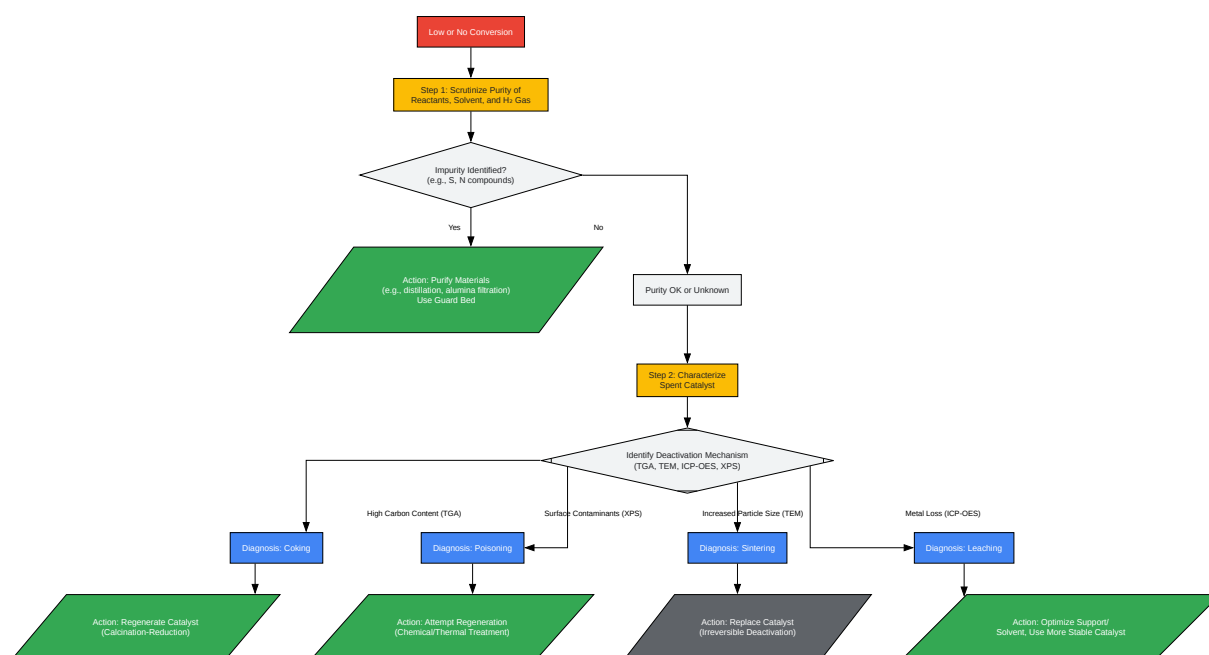 Low or No Conversion
Step 1: Scrutinize Purity of
Reactants, Solvent, and H₂ Gas
Impurity Identified?
(e.g., S, N compounds)
Yes
No
Action: Purify Materials
(e.g., distillation, alumina filtration)
Use Guard Bed
Purity OK or Unknown
Step 2: Characterize
Spent Catalyst
Identify Deactivation Mechanism
(TGA, TEM, ICP-OES, XPS)
High Carbon Content (TGA)
Surface Contaminants (XPS)
Increased Particle Size (TEM)
Metal Loss (ICP-OES)
Diagnosis: Coking
Diagnosis: Poisoning
Diagnosis: Sintering
Diagnosis: Leaching
Action: Regenerate Catalyst
(Calcination-Reduction)
Action: Attempt Regeneration
(Chemical/Thermal Treatment)
Action: Replace Catalyst
(Irreversible Deactivation)
Action: Optimize Support/
Solvent, Use More Stable Catalyst